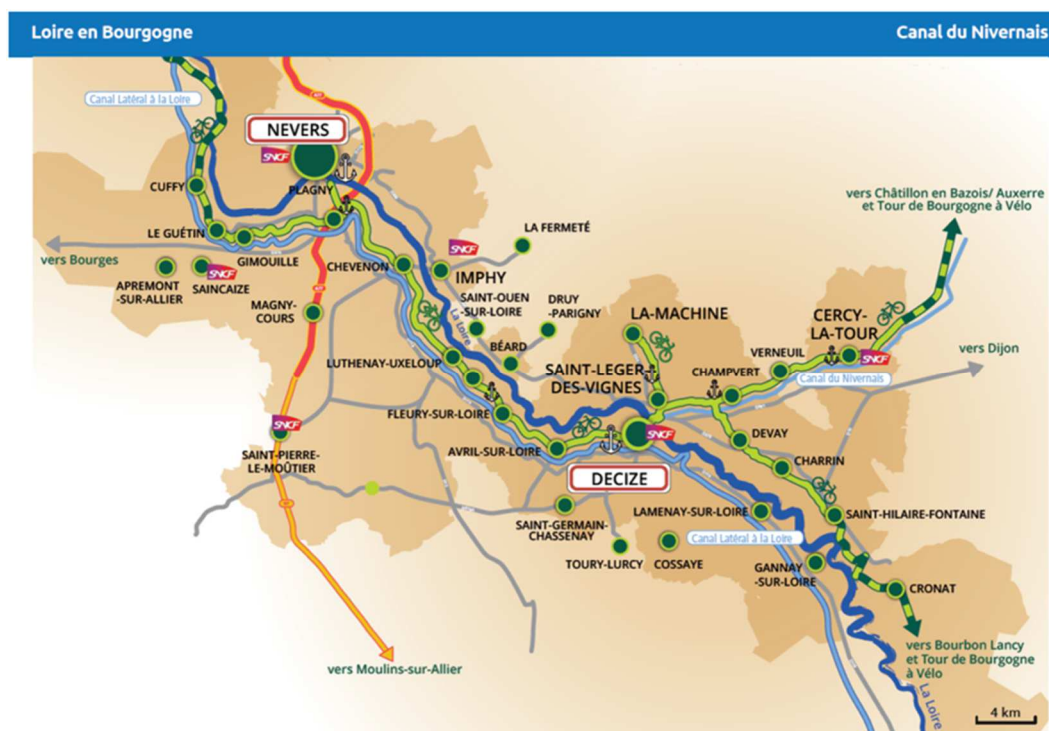 Loire en Bourgogne
Canal du Nivernais
Canal Latéral à la Loire
NEVERS
SNCF
PLAGNY
CUFFY
LE GUÉTIN
vers Bourges
GIMOUILLE
APREMONT
-SUR-ALLIER
SNCF
SAINCAIZE
MAGNY-
COURS
CHEVENON
SNCF
IMPHY
LA FERMETÉ
SAINT-OUEN
-SUR-LOIRE
DRUY
-PARIGNY
La Loire
BÉARD
LUTHENAY-UXELOUP
FLEURY-SUR-LOIRE
AVRIL-SUR-LOIRE
SNCF
SAINT-PIERRE-
LE-MOÛTIER
vers Moulins-sur-Allier
vers Châtillon en Bazois/ Auxerre
et Tour de Bourgogne à Vélo
LA-MACHINE
CERCY-
LA-TOUR
SNCF
VERNEUIL
vers Dijon
SAINT-LEGER
DES-VIGNES
CHAMPVERT
Canal du Nivernais
SNCF
DECIZE
DEVAY
CHARRIN
SAINT-GERMAIN-
CHASSENAY
LAMENAY-SUR-LOIRE
SAINT-HILAIRE-FONTAINE
TOURY-LURCY
COSSAYE
Canal Latéral à la Loire
GANNAY
-SUR-LOIRE
CRONAT
vers Bourbon Lancy
et Tour de Bourgogne
à Vélo
La Loire
4 km